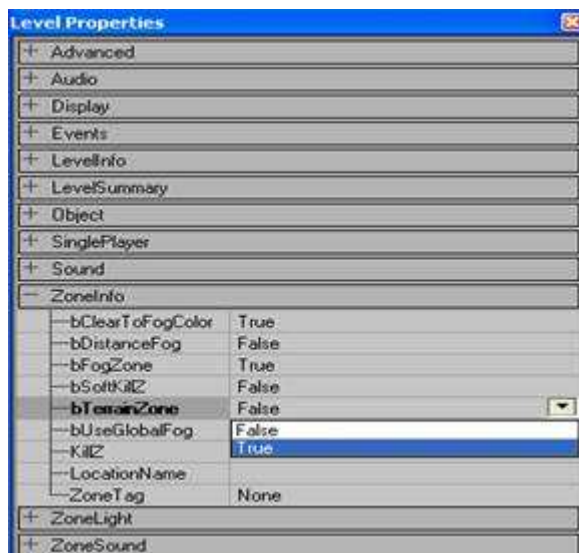 Level Properties
Advanced
Audio
Display
Events
LevelInfo
LevelSummary
Object
SinglePlayer
Sound
ZoneInfo
bClearToFogColor True
bDistanceFog False
bFogZone True
bSoftKillZ False
bTerrainZone False
bUseGlobalFog False
KillZ True
LocationName
ZoneTag None
ZoneLight
ZoneSound